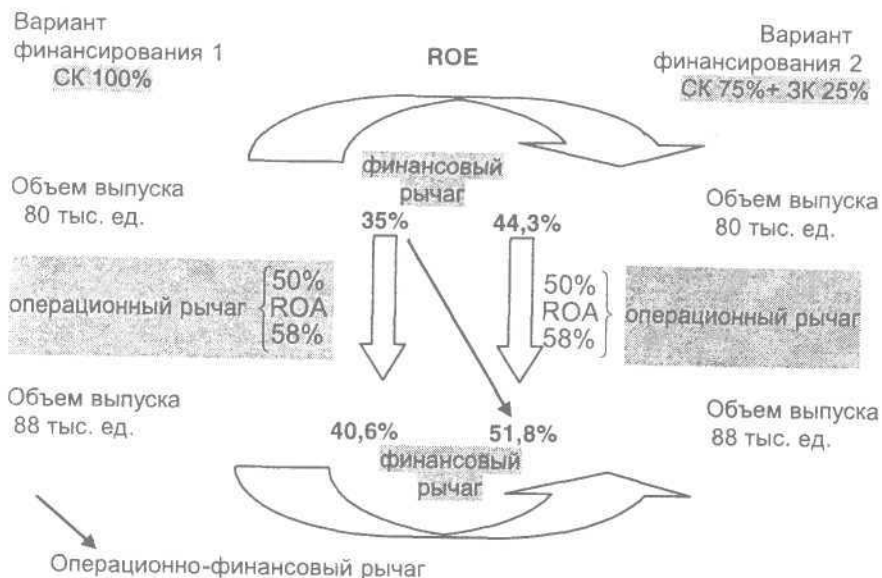 Вариант
финансирования 1
СК 100%
ROE
Вариант
финансирования 2
СК 75%+ ЗК 25%
финансовый
рычаг
Объем выпуска
80 тыс. ед.
35%
44,3%
Объем выпуска
80 тыс. ед.
операционный рычаг
50%
ROA
58%
50%
ROA
58%
операционный рычаг
Объем выпуска
88 тыс. ед.
40,6%
51,8%
финансовый
рычаг
Объем выпуска
88 тыс. ед.
Операционно-финансовый рычаг